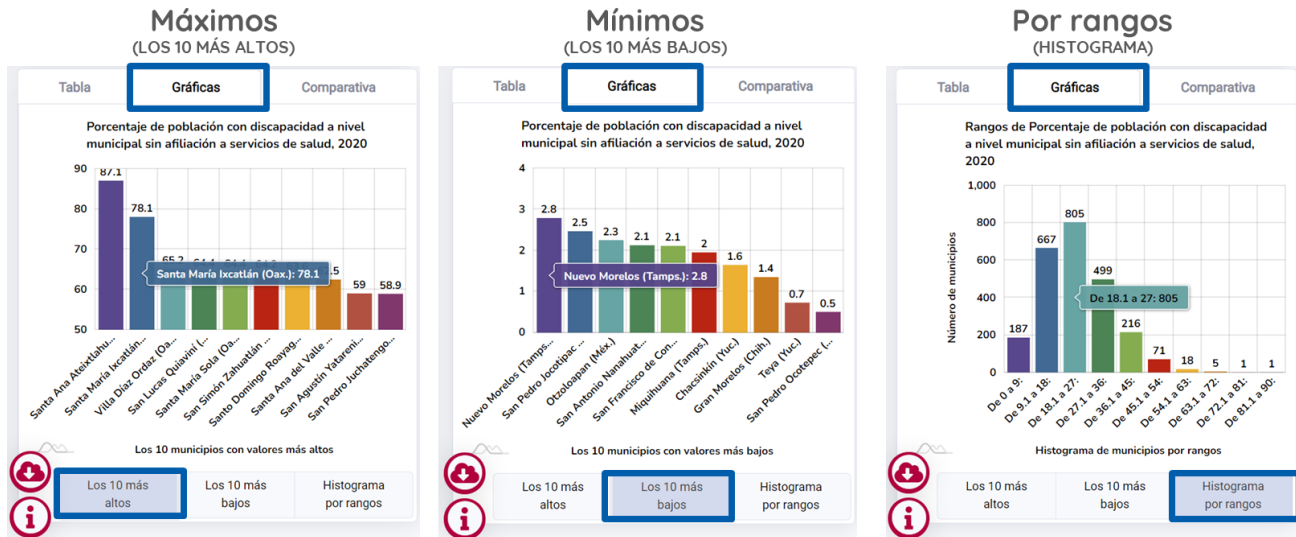 Máximos
(LOS 10 MÁS ALTOS)
Tabla
Gráficas
Comparativa
Porcentaje de población con discapacidad a nivel
municipal sin afiliación a servicios de salud, 2020
90
80
70
60
50
87.1
78.1
65.2
59
58.9
Santa María Ixcatlán (Oax.): 78.1
Santa Ana Ateixtlahu...
Santa María Ixcatlán...
Villa Díaz Ordaz (Oa...
San Lucas Quiaviní (...
Santa María Sola (Oa...
San Simón Zahuatlán ...
Santo Domingo Roayag...
Santa Ana del Valle ...
San Agustín Yatareni...
San Pedro Juchatengo...
Los 10 municipios con valores más altos
Los 10 más
altos
Los 10 más
bajos
Histograma
por rangos
Mínimos
(LOS 10 MÁS BAJOS)
Tabla
Gráficas
Comparativa
Porcentaje de población con discapacidad a nivel
municipal sin afiliación a servicios de salud, 2020
4
3
2
1
0
2.8
2.5
2.3
2.1
2.1
2
1.6
1.4
0.7
0.5
Nuevo Morelos (Tamps.): 2.8
Nuevo Morelos (Tamps...
San Pedro Jocotipac ...
Otzoloapan (Méx.)
San Antonio Nanahuat...
San Francisco de Con...
Miquihuana (Tamps.)
Chacsinkín (Yuc.)
Gran Morelos (Chih.)
Teya (Yuc.)
San Pedro Ocotepec (...
Los 10 municipios con valores más bajos
Los 10 más
altos
Los 10 más
bajos
Histograma
por rangos
Por rangos
(HISTOGRAMA)
Tabla
Gráficas
Comparativa
Rangos de Porcentaje de población con discapacidad
a nivel municipal sin afiliación a servicios de salud,
2020
Número de municipios
1,000
800
600
400
200
0
187
667
805
499
216
71
18
5
1
1
De 18.1 a 27: 805
De 0 a 9:
De 9.1 a 18:
De 18.1 a 27:
De 27.1 a 36:
De 36.1 a 45:
De 45.1 a 54:
De 54.1 a 63:
De 63.1 a 72:
De 72.1 a 81:
De 81.1 a 90:
Histograma de municipios por rangos
Los 10 más
altos
Los 10 más
bajos
Histograma
por rangos